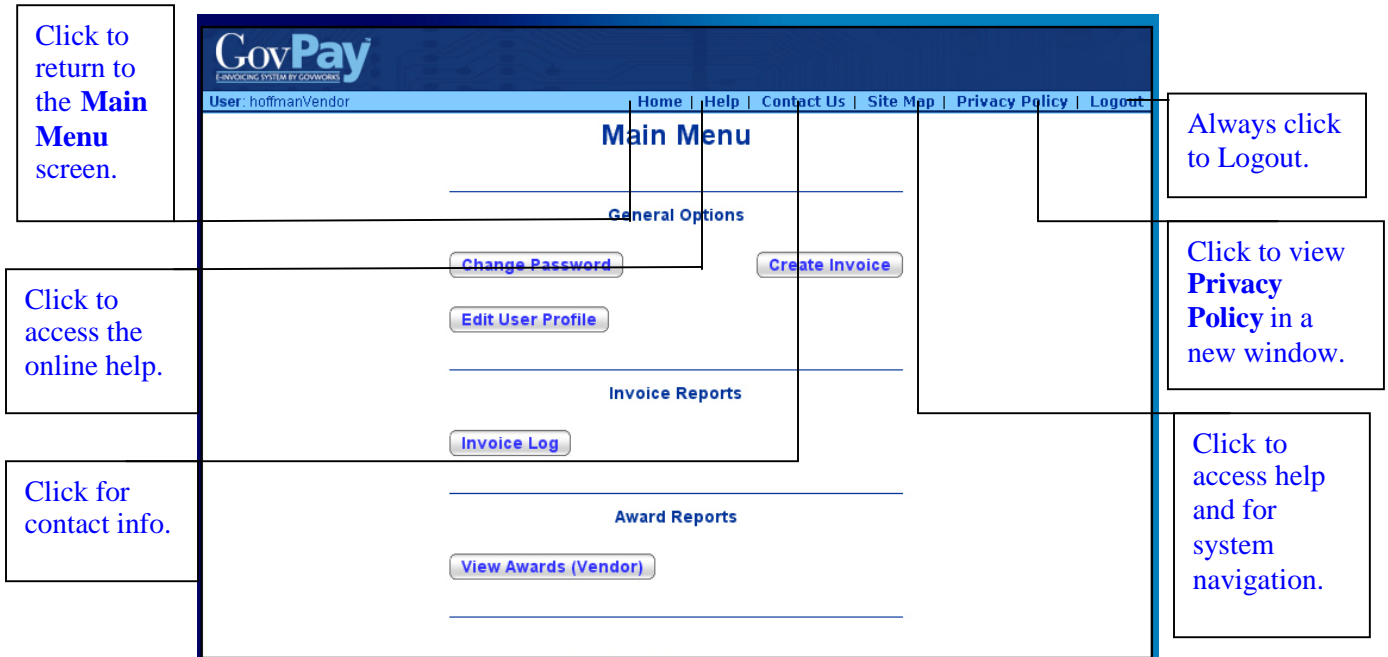 Click to
return to
the Main
Menu
screen.
Click to
access the
online help.
Click for
contact info.
GovPay™
E-INVOICING SYSTEM BY GOVWORKS
User: hoffmanVendor
Home | Help | Contact Us | Site Map | Privacy Policy | Logout
Main Menu
General Options
Change Password Create Invoice
Edit User Profile
Invoice Reports
Invoice Log
Award Reports
View Awards (Vendor)
Always click
to Logout.
Click to view
Privacy
Policy in a
new window.
Click to
access help
and for
system
navigation.